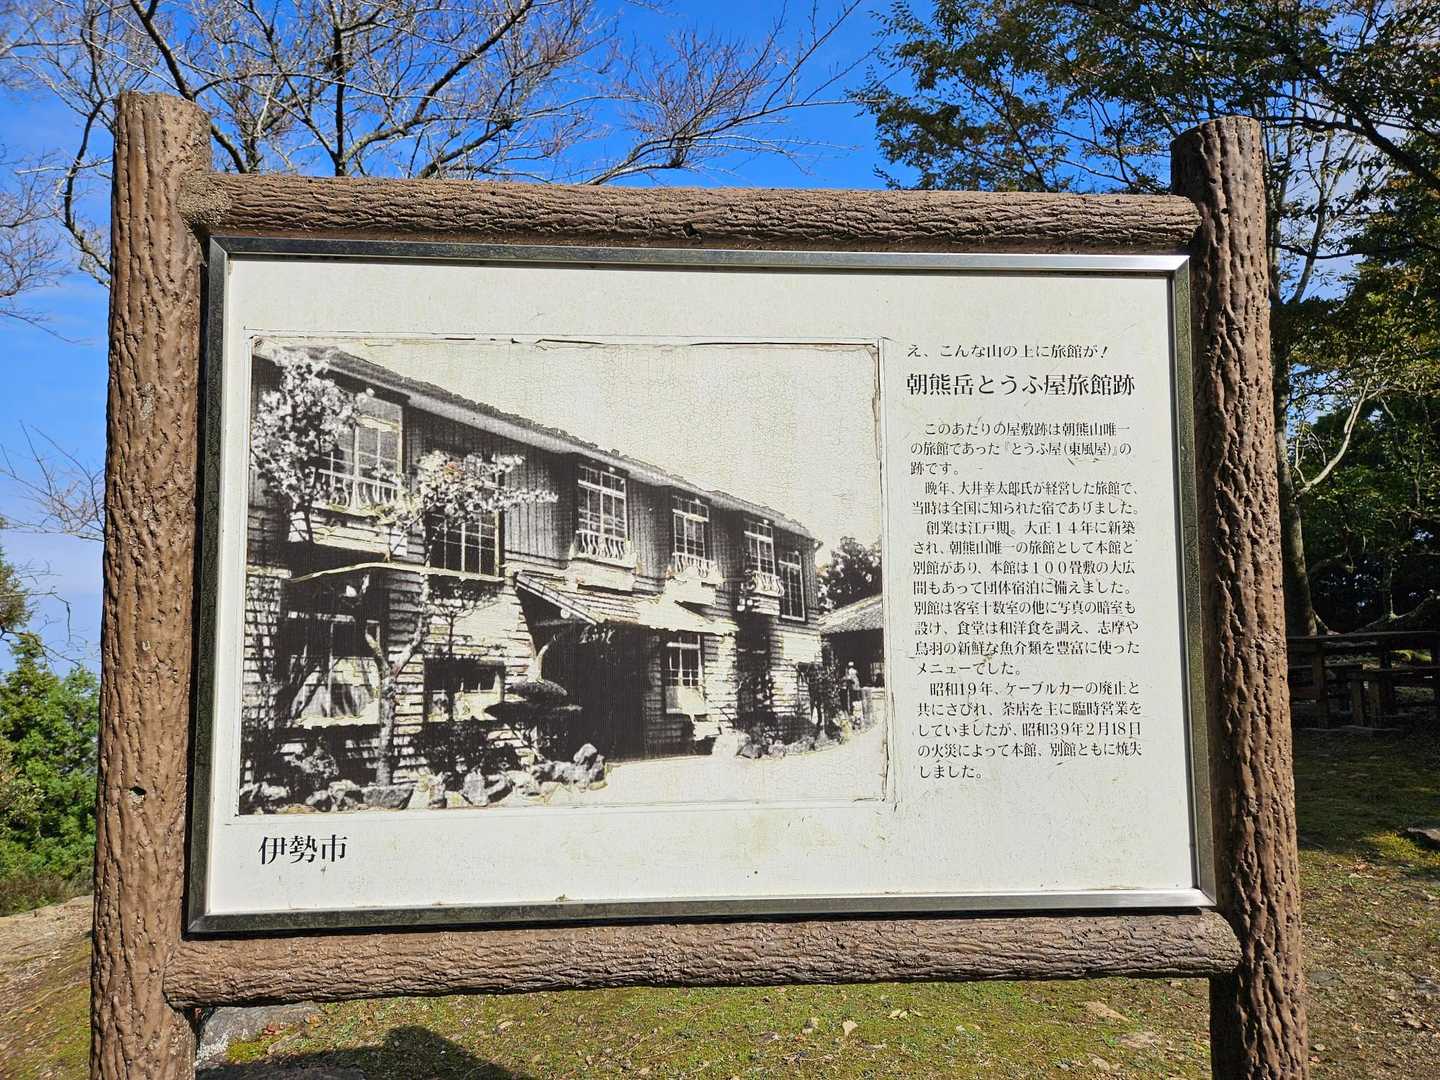 え、こんな山の上に旅館が！
朝熊岳とうふ屋旅館跡
このあたりの屋敷跡は朝熊山唯一
の旅館であった『とうふ屋(東風屋)』の
跡です。
晩年、大井幸太郎氏が経営した旅館で、
当時は全国に知られた宿でありました。
創業は江戸期。大正１４年に新築
され、朝熊山唯一の旅館として本館と
別館があり、本館は１００畳敷の大広
間もあって団体宿泊に備えました。
別館は客室十数室の他に写真の暗室も
設け、食堂は和洋食を調え、志摩や
鳥羽の新鮮な魚介類を豊富に使った
メニューでした。
昭和19年、ケーブルカーの廃止と
共にさびれ、茶店を主に臨時営業を
していましたが、昭和39年2月18日
の火災によって本館、別館ともに焼失
しました。
伊勢市